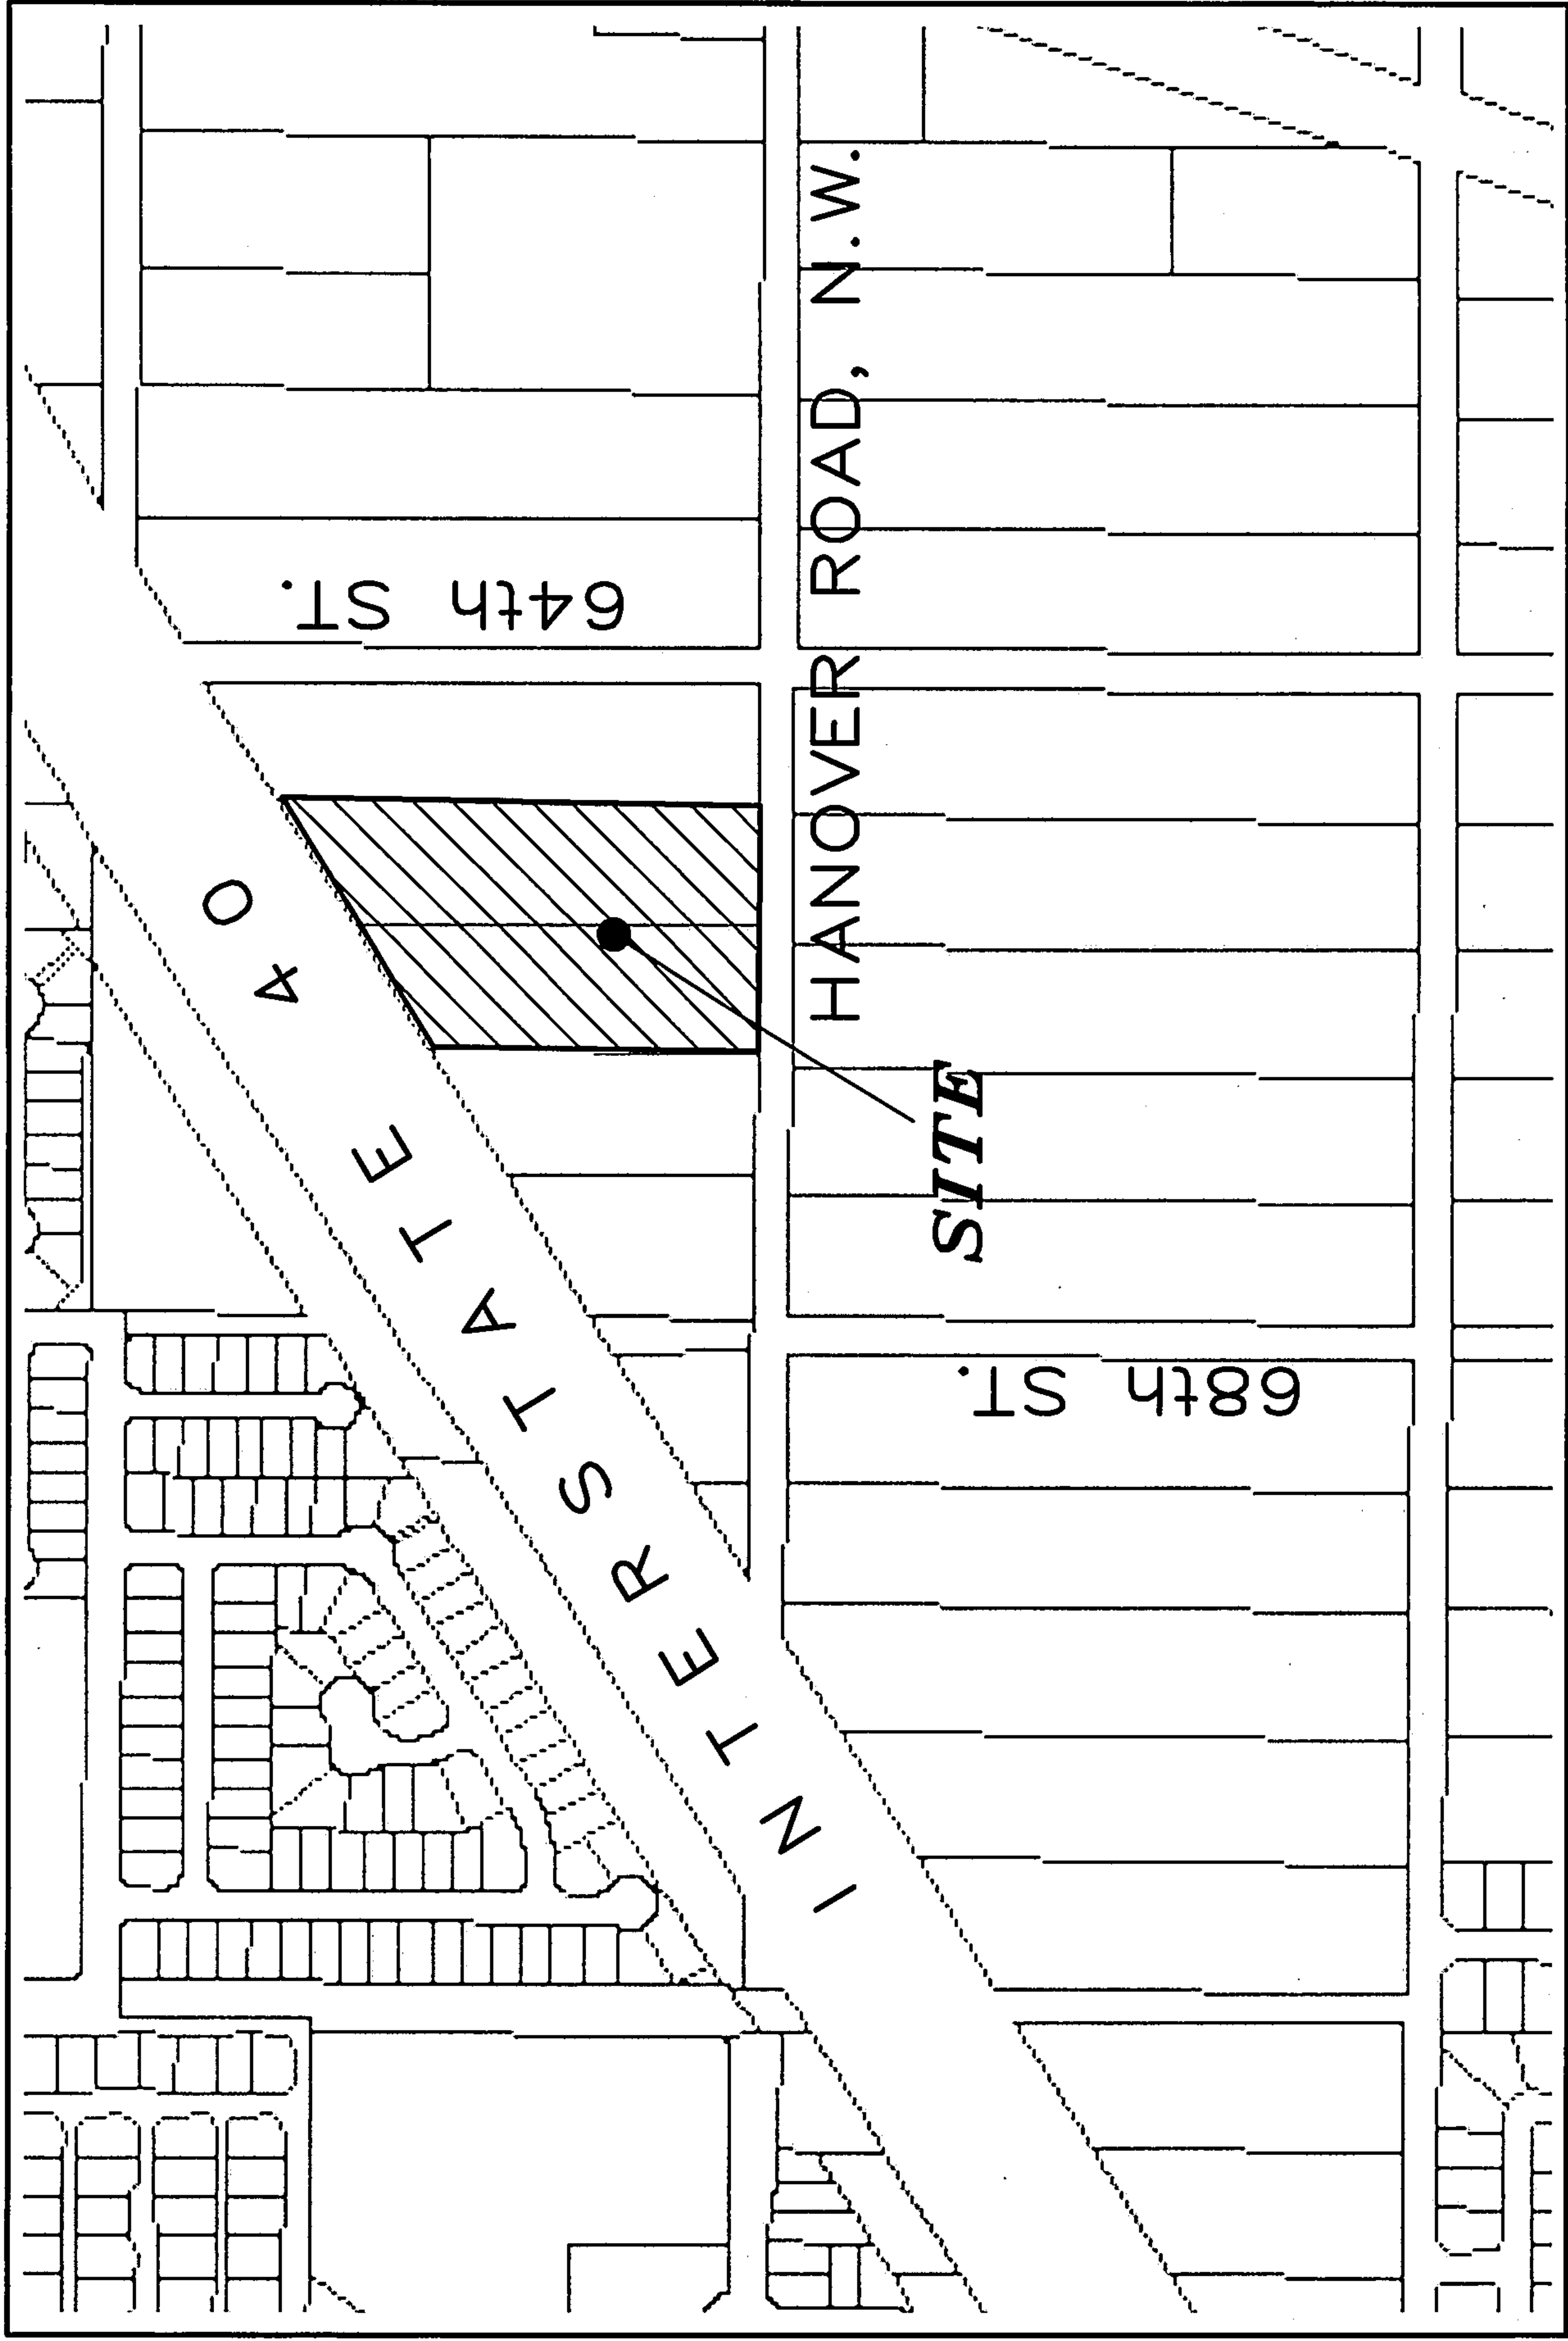 INTERSTATE 40
64th ST.
HANOVER ROAD, N.W.
SITE
68th ST.